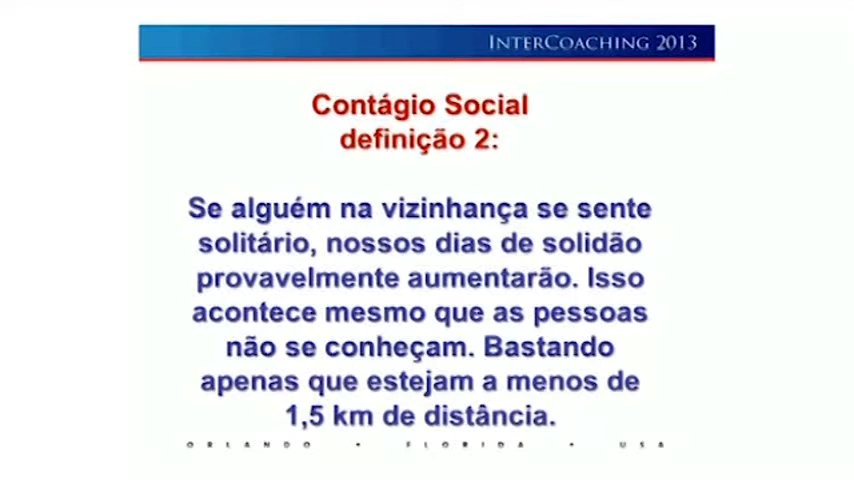 INTERCOACHING 2013
Contágio Social
definição 2:
Se alguém na vizinhança se sente
solitário, nossos dias de solidão
provavelmente aumentarão. Isso
acontece mesmo que as pessoas
não se conheçam. Bastando
apenas que estejam a menos de
1,5 km de distância.
ORLANDO • FLORIDA • USA